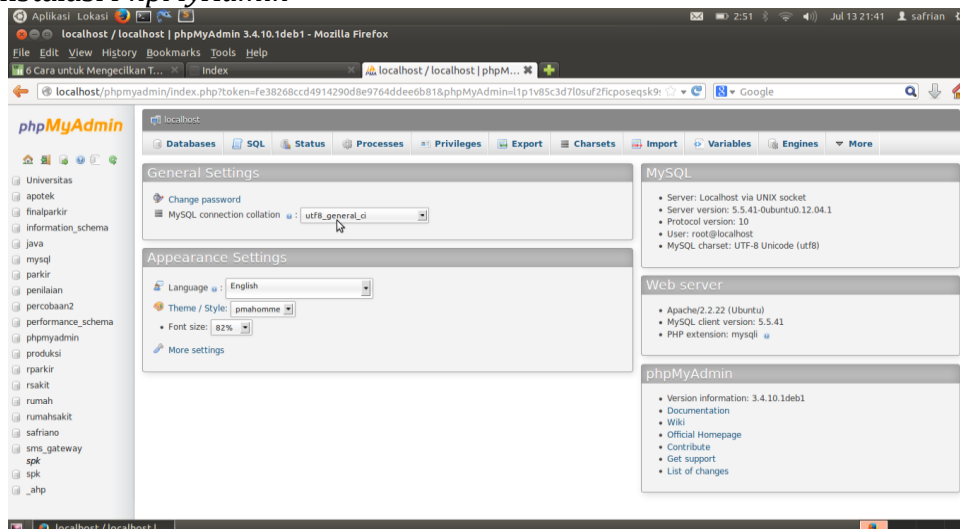 Instalasi PhpMyAdmin
Aplikasi Lokasi 2:51 Jul 13 21:41 safrian
localhost / localhost | phpMyAdmin 3.4.10.1deb1 - Mozilla Firefox
File Edit View History Bookmarks Tools Help
6 Cara untuk Mengecilkan T... Index localhost / localhost | phpM...
localhost/phpmyadmin/index.php?token=fe38268ccd4914290d8e9764ddee6b81&phpMyAdmin=l1p1v85c3d7l0suf2ficposeqsk9 Google
phpMyAdmin
Universitas
apotek
finalparkir
information_schema
java
mysql
parkir
penilaian
percobaan2
performance_schema
phpmyadmin
produksi
rparkir
rsakit
rumah
rumahsakit
safriano
sms_gateway
spk
spk
_ahp
localhost
Databases SQL Status Processes Privileges Export Charsets Import Variables Engines More
General Settings
Change password
MySQL connection collation : utf8_general_ci
Appearance Settings
Language : English
Theme / Style: pmahomme
Font size: 82%
More settings
MySQL
Server: Localhost via UNIX socket
Server version: 5.5.41-0ubuntu0.12.04.1
Protocol version: 10
User: root@localhost
MySQL charset: UTF-8 Unicode (utf8)
Web server
Apache/2.2.22 (Ubuntu)
MySQL client version: 5.5.41
PHP extension: mysqli
phpMyAdmin
Version information: 3.4.10.1deb1
Documentation
Wiki
Official Homepage
Contribute
Get support
List of changes
localhost / localhost |